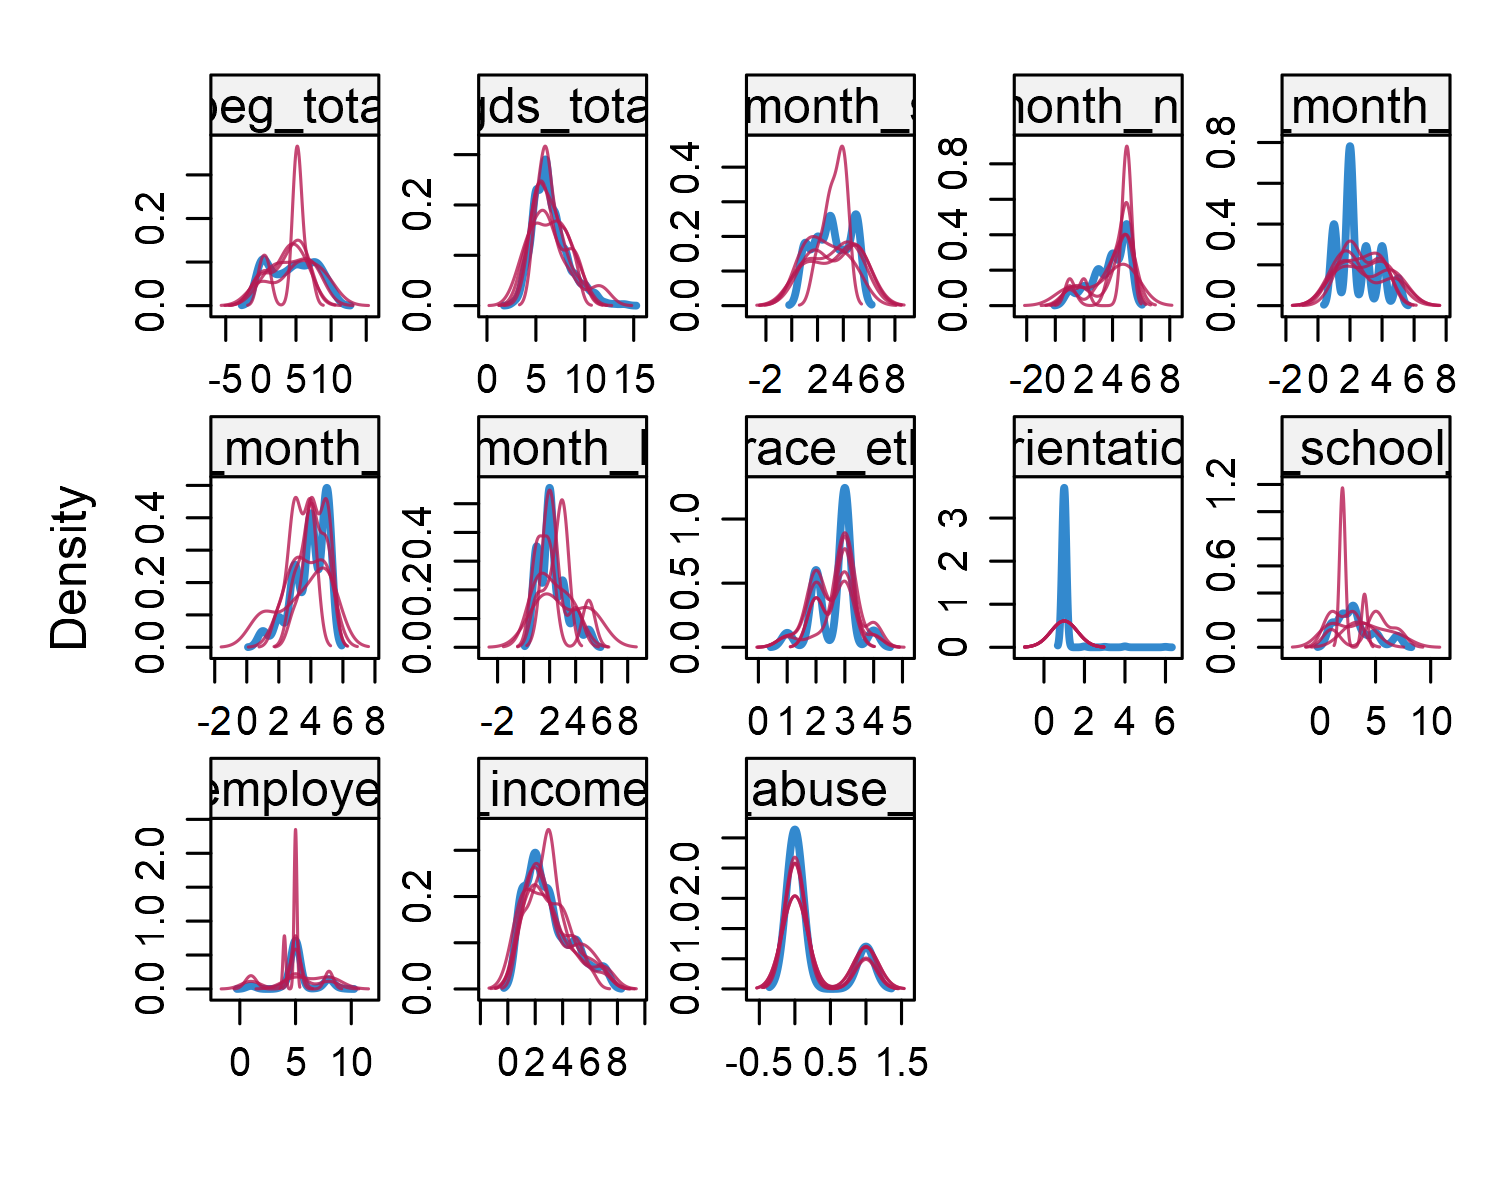 peg_tota
gds_tota
month_s
month_n
_month_
0.0 0.2
0.0 0.2
0.0 0.2 0.4
0.0 0.4 0.8
0.0 0.4 0.8
-5 0 5 10
0 5 10 15
-2 2 4 6 8
-2 0 2 4 6 8
-2 0 2 4 6 8
Density
_month_
month_l
race_eth
rientatio
_school_
0.0 0.2 0.4
0.0 0.2 0.4
0.0 0.5 1.0
0 1 2 3
0.0 0.6 1.2
-2 0 2 4 6 8
-2 2 4 6 8
0 1 2 3 4 5
0 2 4 6
0 5 10
employe
_income
abuse_
0.0 1.0 2.0
0.0 0.2
0.0 1.0 2.0
0 5 10
0 2 4 6 8
-0.5 0.5 1.5